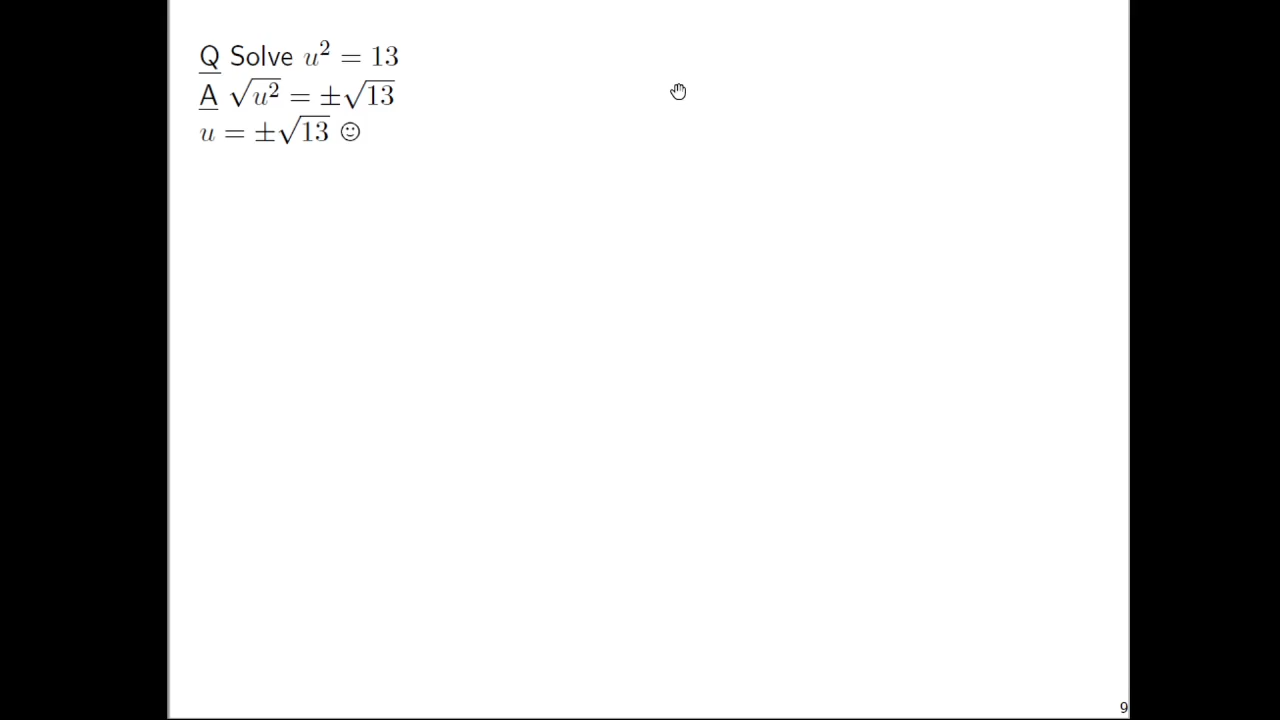 Q Solve u² = 13
A √u² = ±√13
u = ±√13 ☺
9